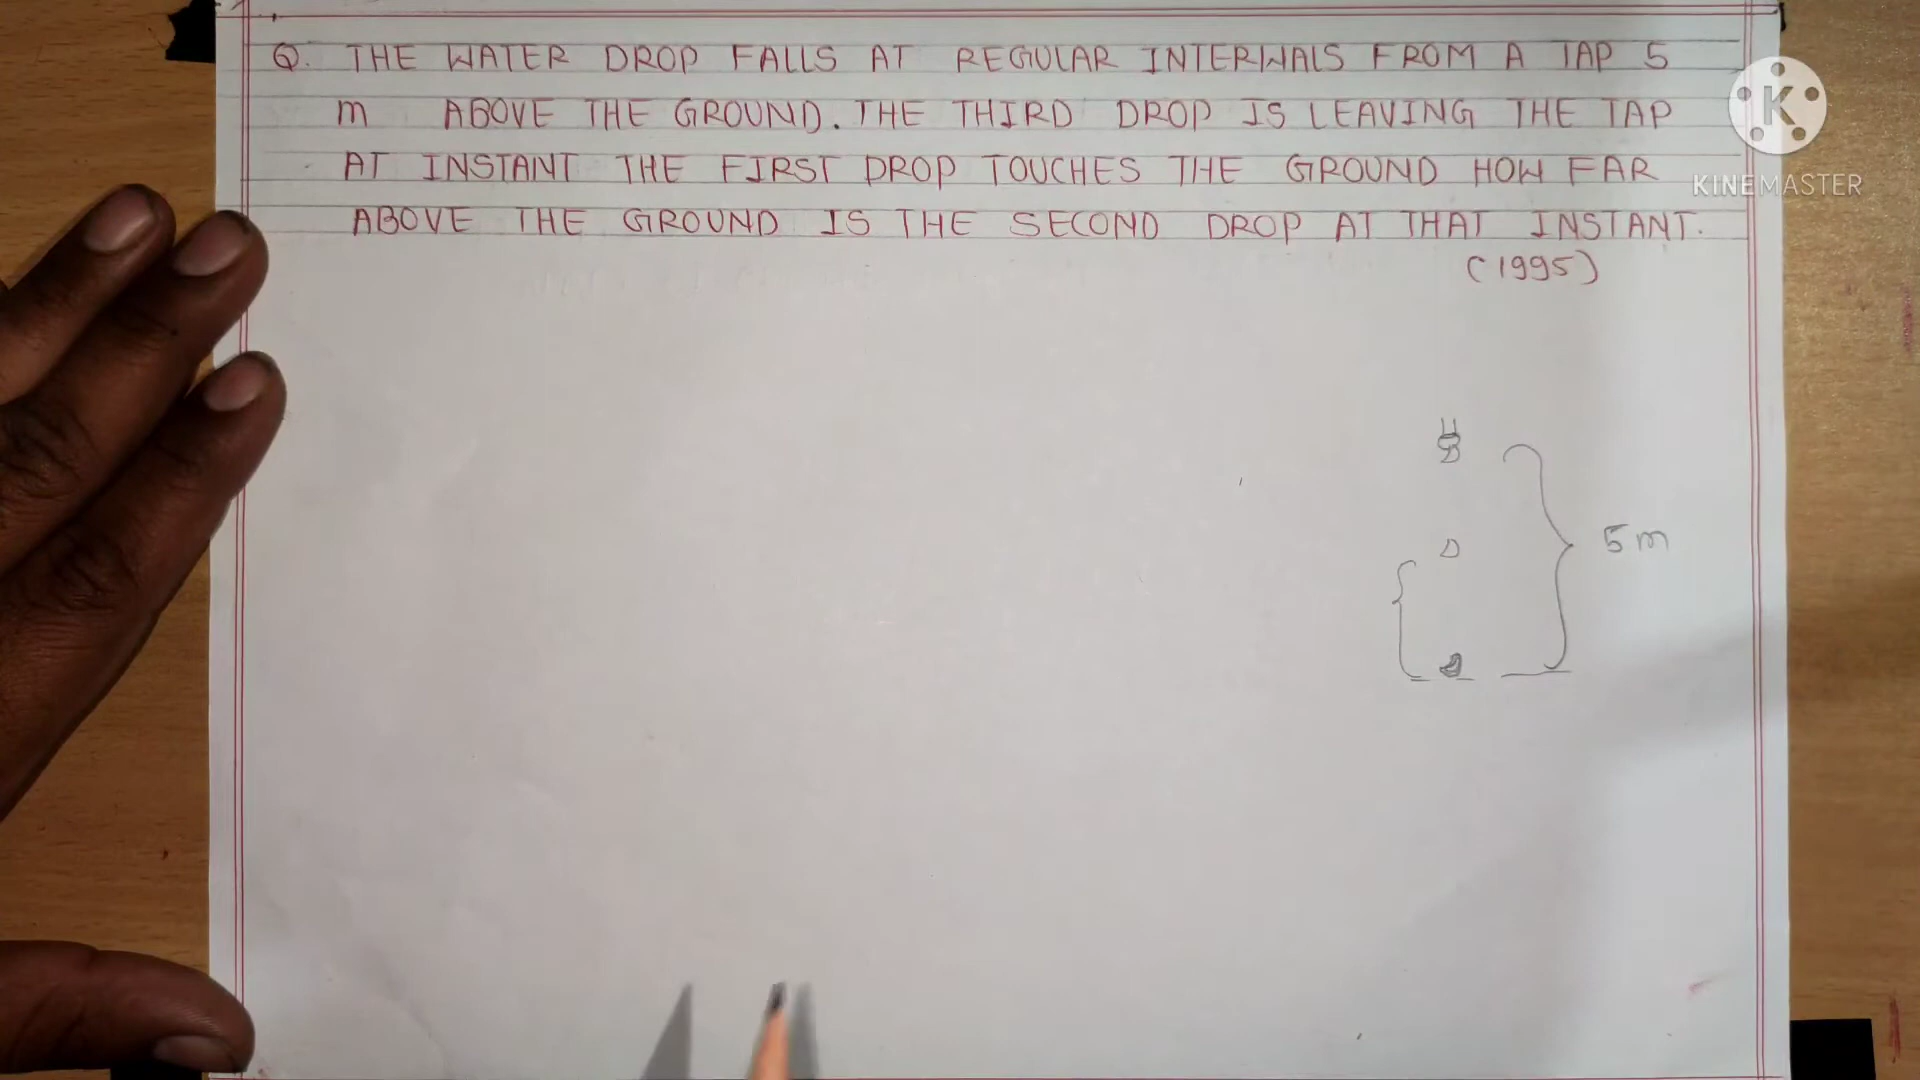 Q. THE WATER DROP FALLS AT REGULAR INTERWALS FROM A TAP 5
m ABOVE THE GROUND. THE THIRD DROP IS LEAVING THE TAP
AT INSTANT THE FIRST DROP TOUCHES THE GROUND HOW FAR
ABOVE THE GROUND IS THE SECOND DROP AT THAT INSTANT.
(1995)
K
KINEMASTER
5 m